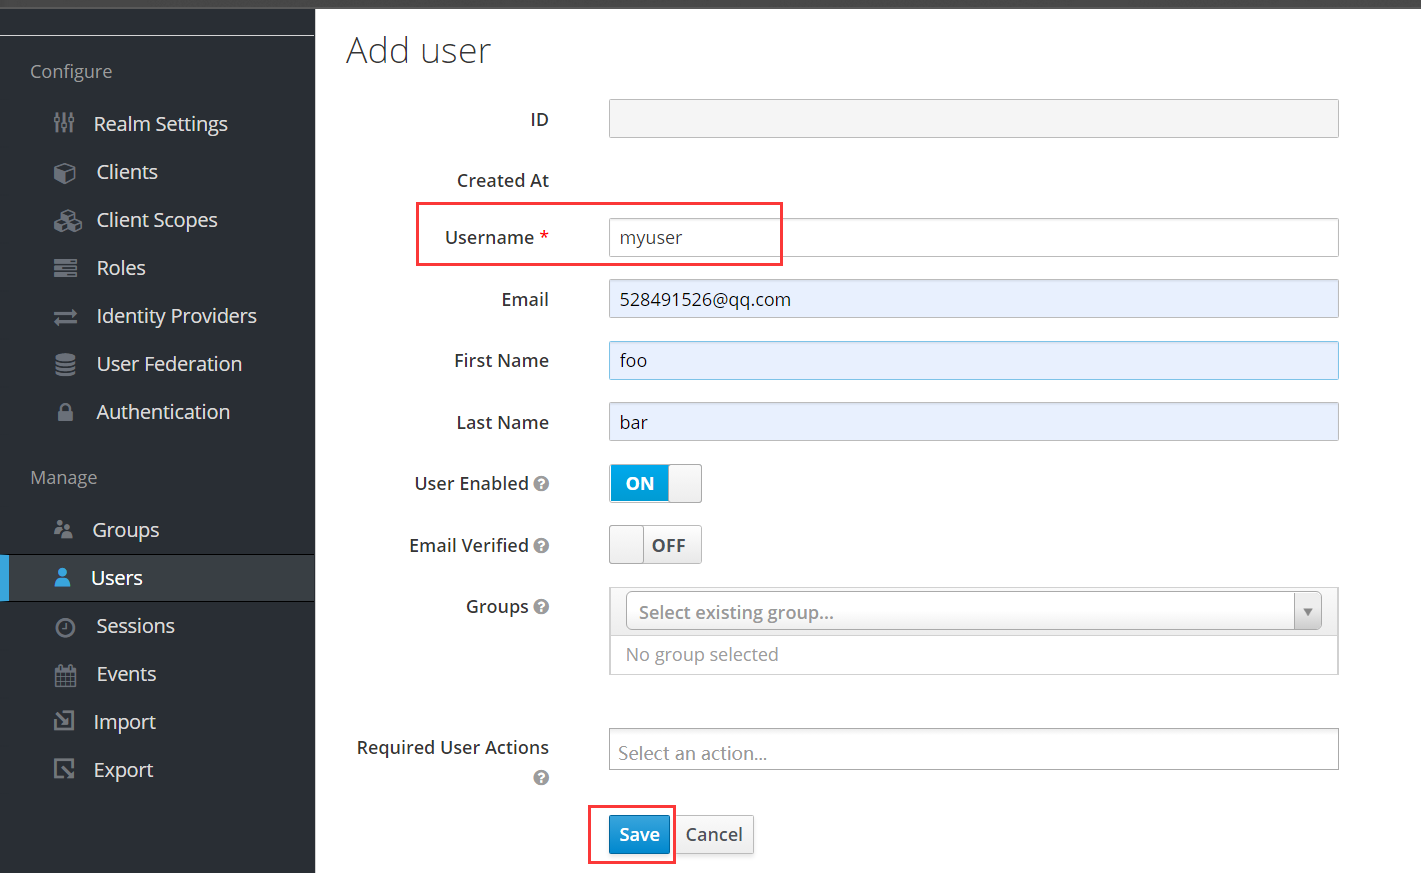 Configure
Realm Settings
Clients
Client Scopes
Roles
Identity Providers
User Federation
Authentication
Manage
Groups
Users
Sessions
Events
Import
Export
Add user
ID
Created At
Username *
myuser
Email
528491526@qq.com
First Name
foo
Last Name
bar
User Enabled ?
ON
Email Verified ?
OFF
Groups ?
Select existing group...
No group selected
Required User Actions
?
Select an action...
Save
Cancel